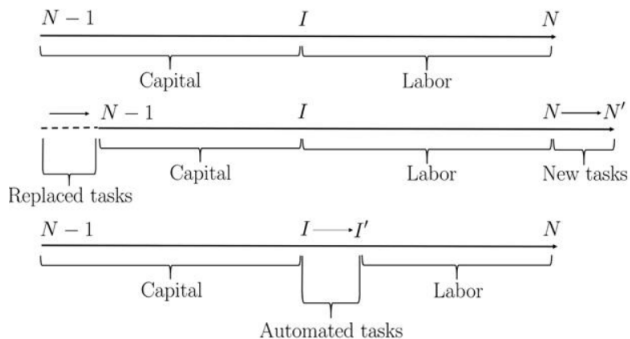 N − 1 I N
Capital Labor
N − 1 I N N′
Capital Labor New tasks
Replaced tasks
N − 1 I I′ N
Capital Labor
Automated tasks